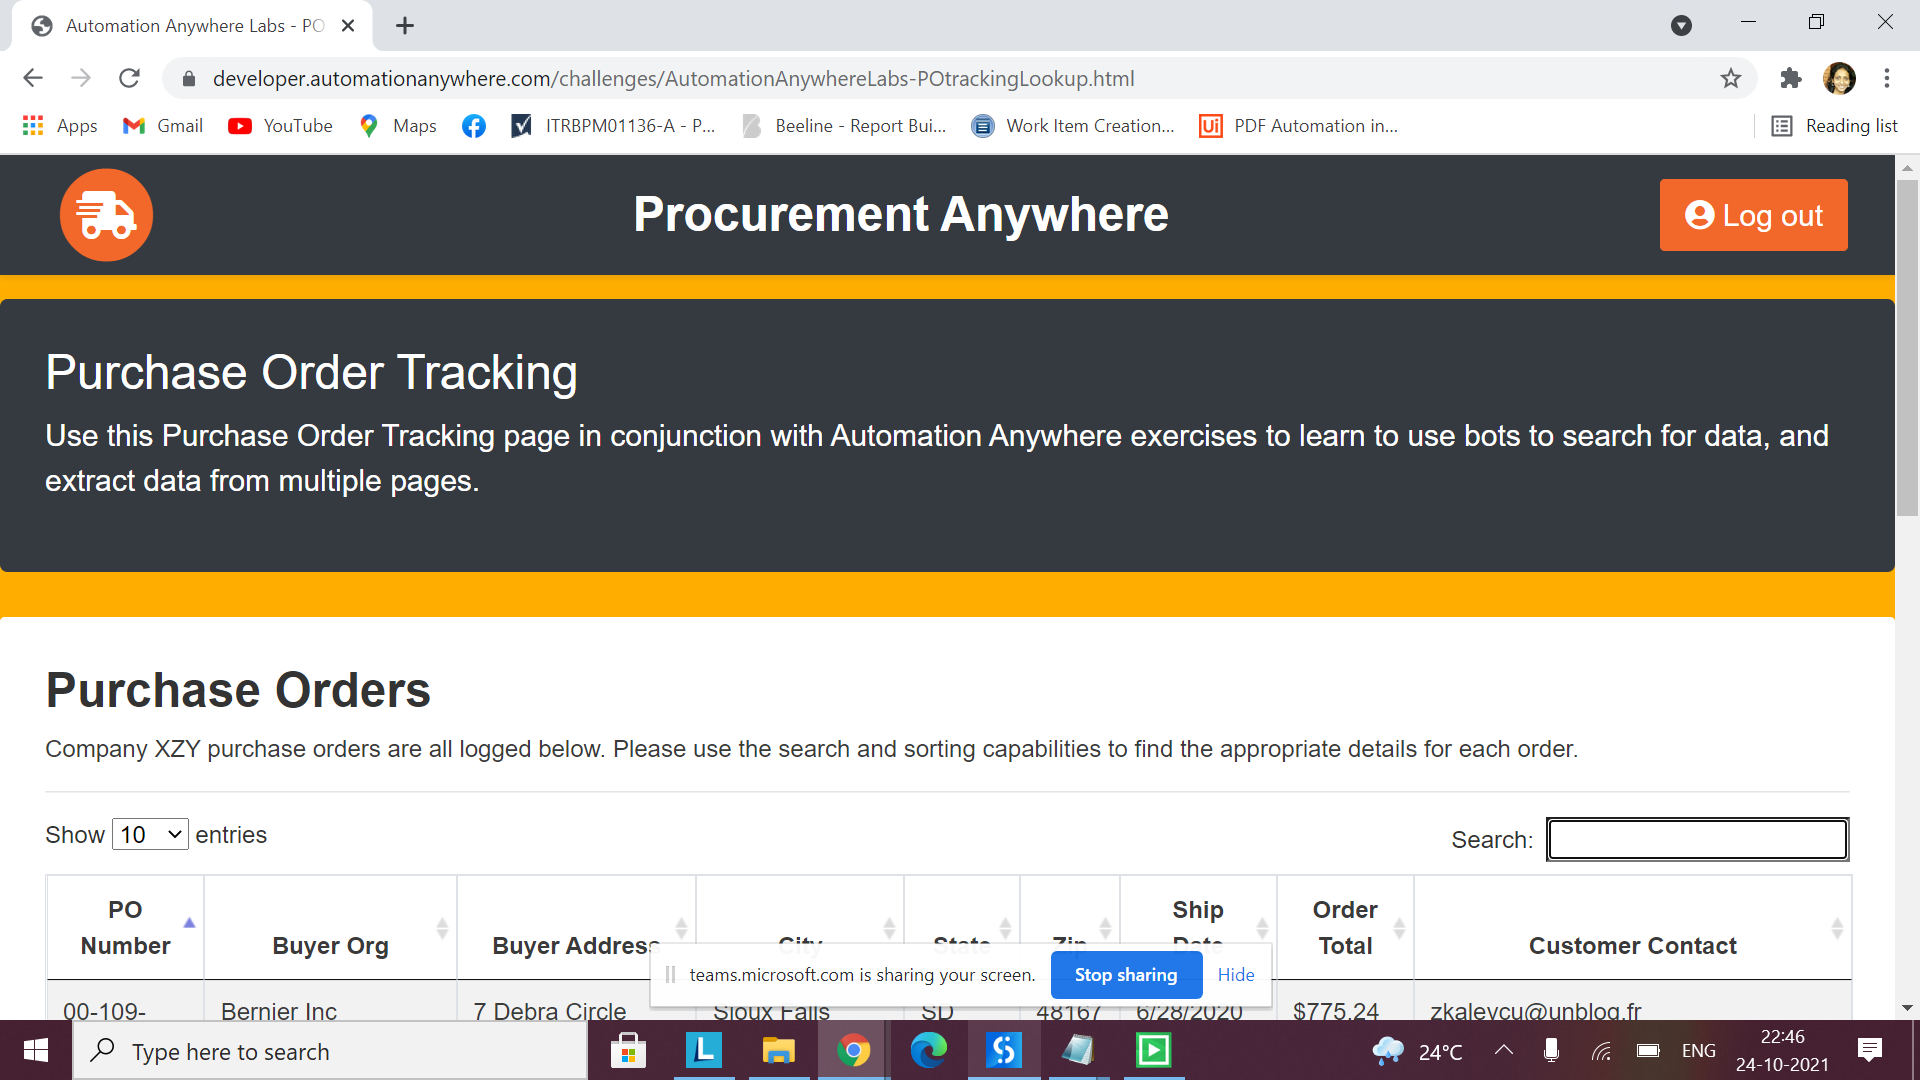 Automation Anywhere Labs - PO
developer.automationanywhere.com/challenges/AutomationAnywhereLabs-POtrackingLookup.html
Apps Gmail YouTube Maps ITRBPM01136-A - P... Beeline - Report Bui... Work Item Creation... Ui PDF Automation in... Reading list
Procurement Anywhere
Log out
Purchase Order Tracking
Use this Purchase Order Tracking page in conjunction with Automation Anywhere exercises to learn to use bots to search for data, and
extract data from multiple pages.
Purchase Orders
Company XZY purchase orders are all logged below. Please use the search and sorting capabilities to find the appropriate details for each order.
Show 10 entries
Search:
PO Ship Order
Number Buyer Org Buyer Address City State Zip Date Total Customer Contact
teams.microsoft.com is sharing your screen. Stop sharing Hide
00-109- Bernier Inc 7 Debra Circle Sioux Falls SD 48167 6/28/2020 $775.24 zkaleycu@unblog.fr
Type here to search
L
24°C
ENG
22:46
24-10-2021